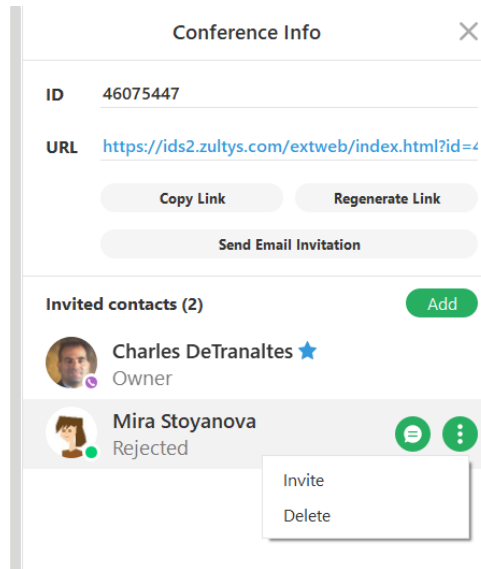 Conference Info
ID 46075447
URL https://ids2.zultys.com/extweb/index.html?id=4
Copy Link Regenerate Link
Send Email Invitation
Invited contacts (2) Add
Charles DeTranaltes
Owner
Mira Stoyanova
Rejected
Invite
Delete